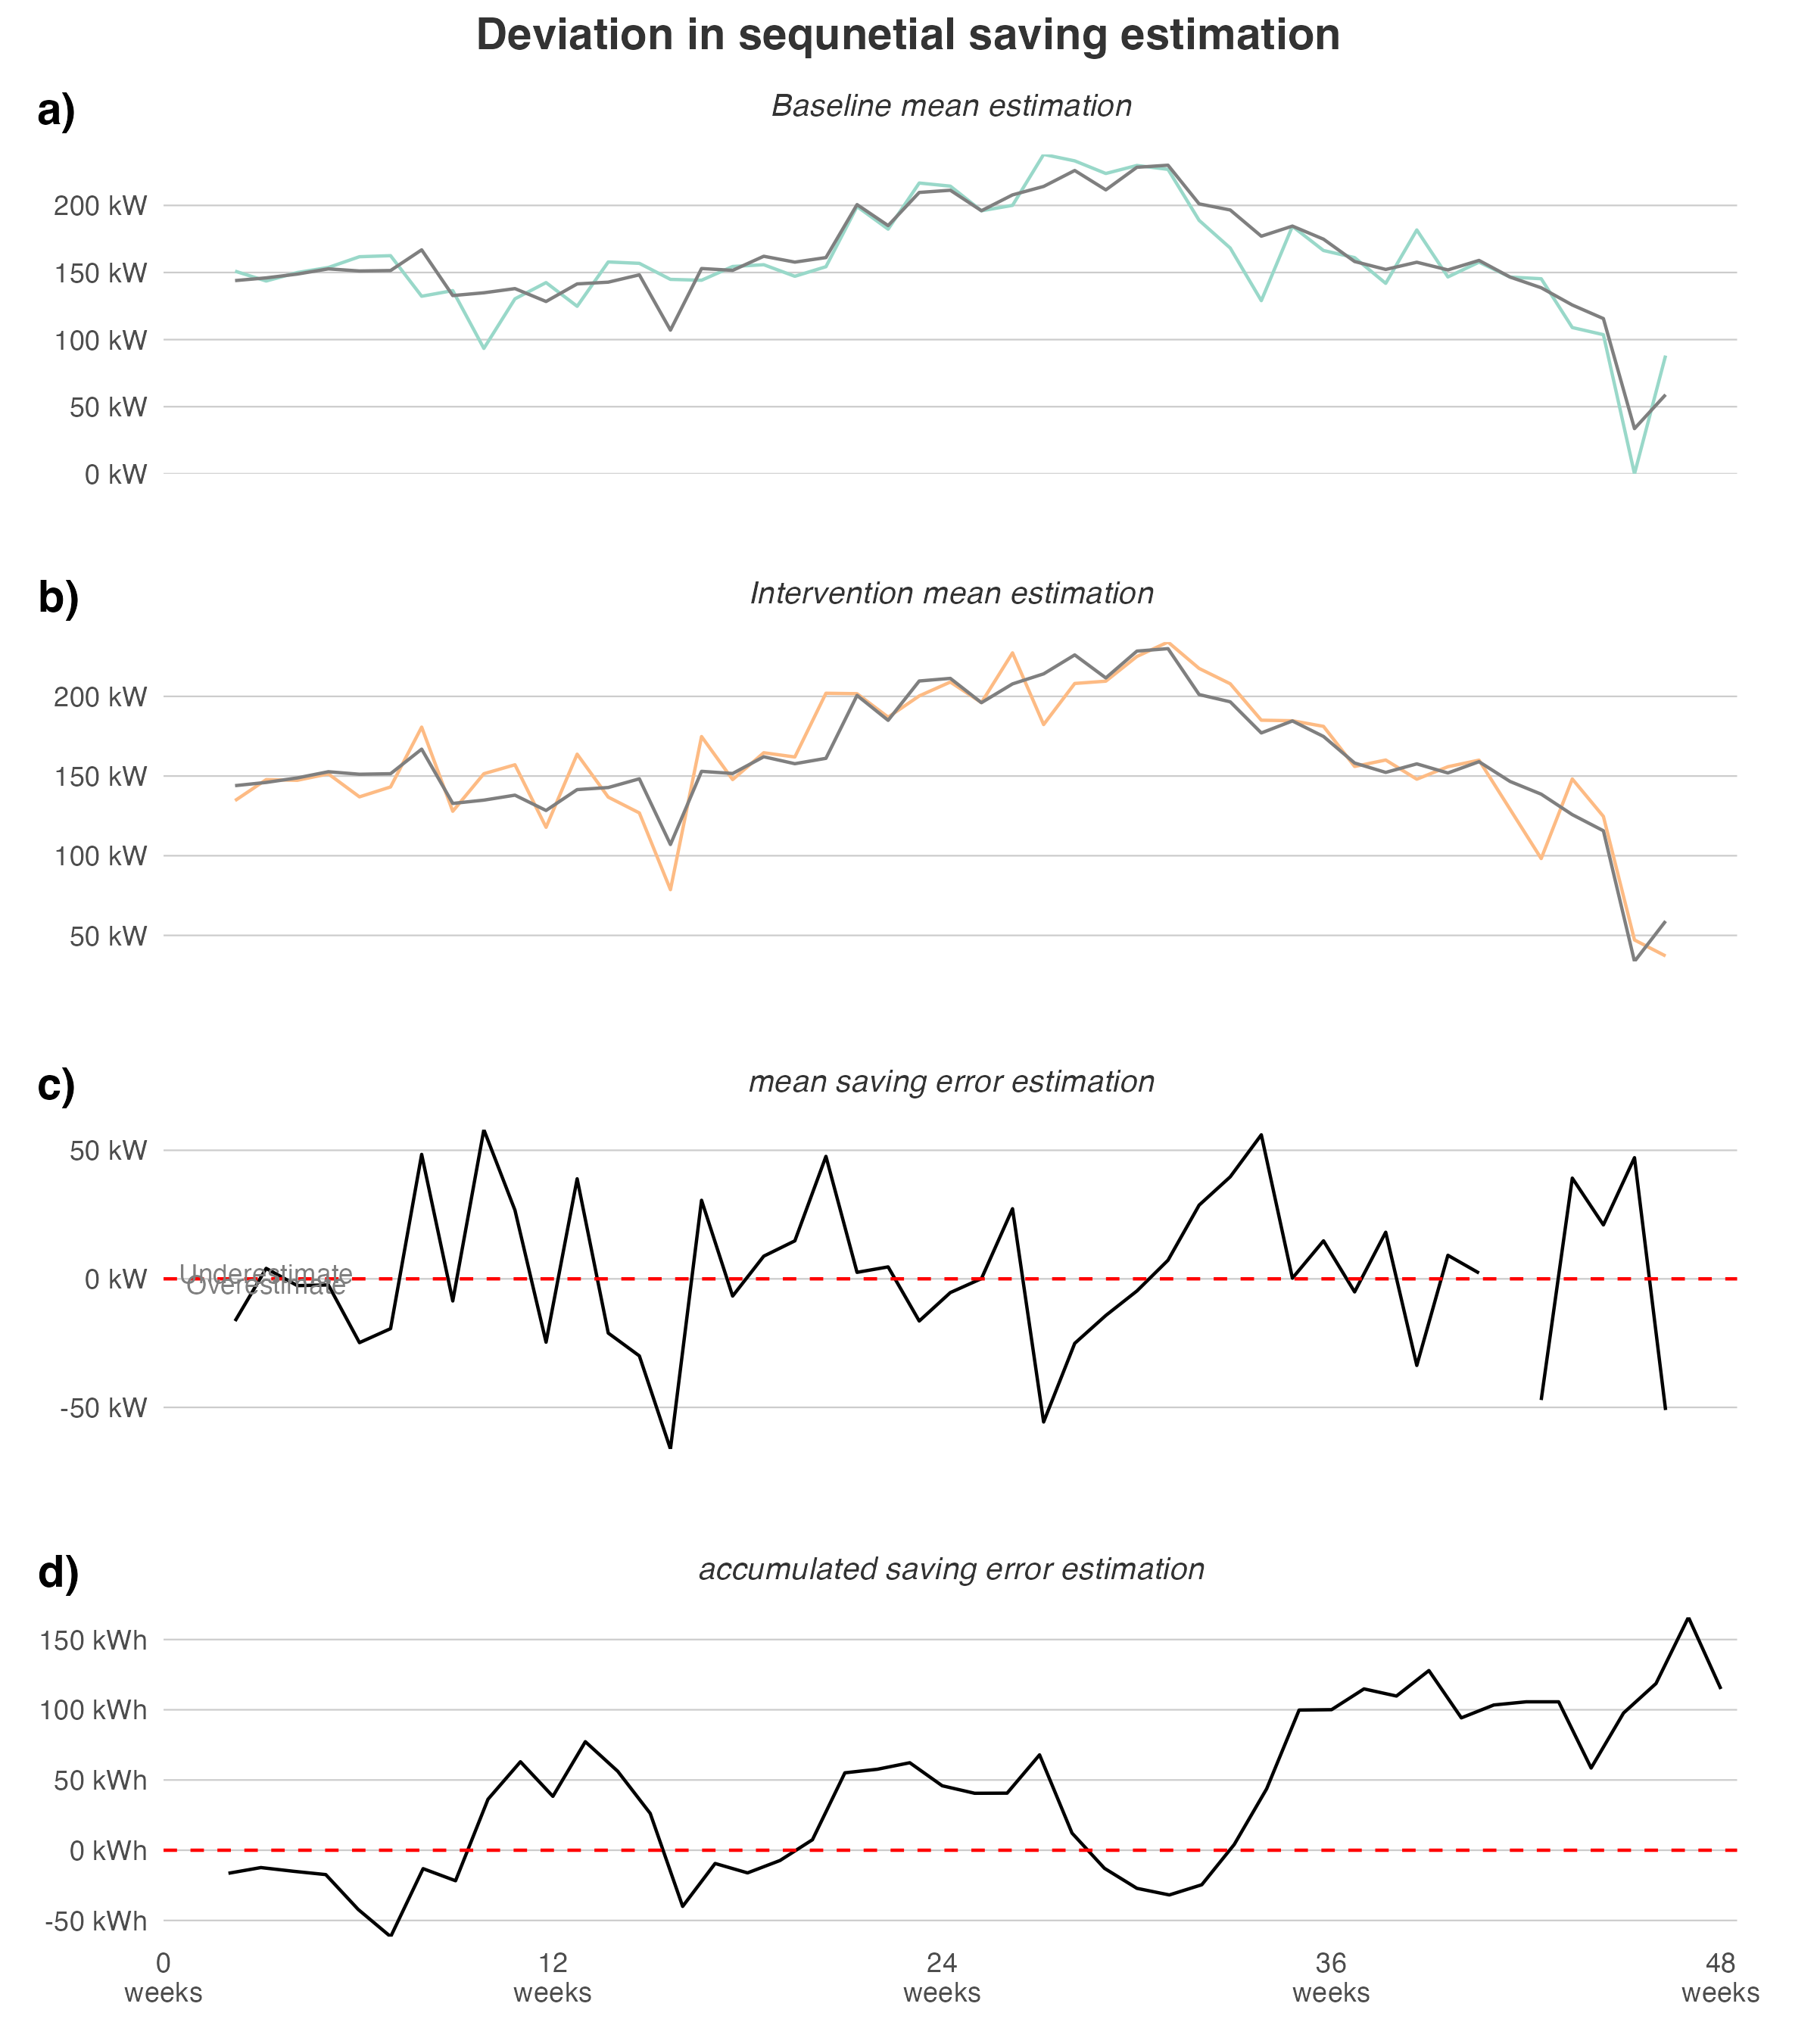 Deviation in sequnetial saving estimation
a)
Baseline mean estimation
200 kW
150 kW
100 kW
50 kW
0 kW
b)
Intervention mean estimation
200 kW
150 kW
100 kW
50 kW
c)
mean saving error estimation
50 kW
Underestimate
0 kW
Overestimate
-50 kW
d)
accumulated saving error estimation
150 kWh
100 kWh
50 kWh
0 kWh
-50 kWh
0 12 24 36 48
weeks weeks weeks weeks weeks